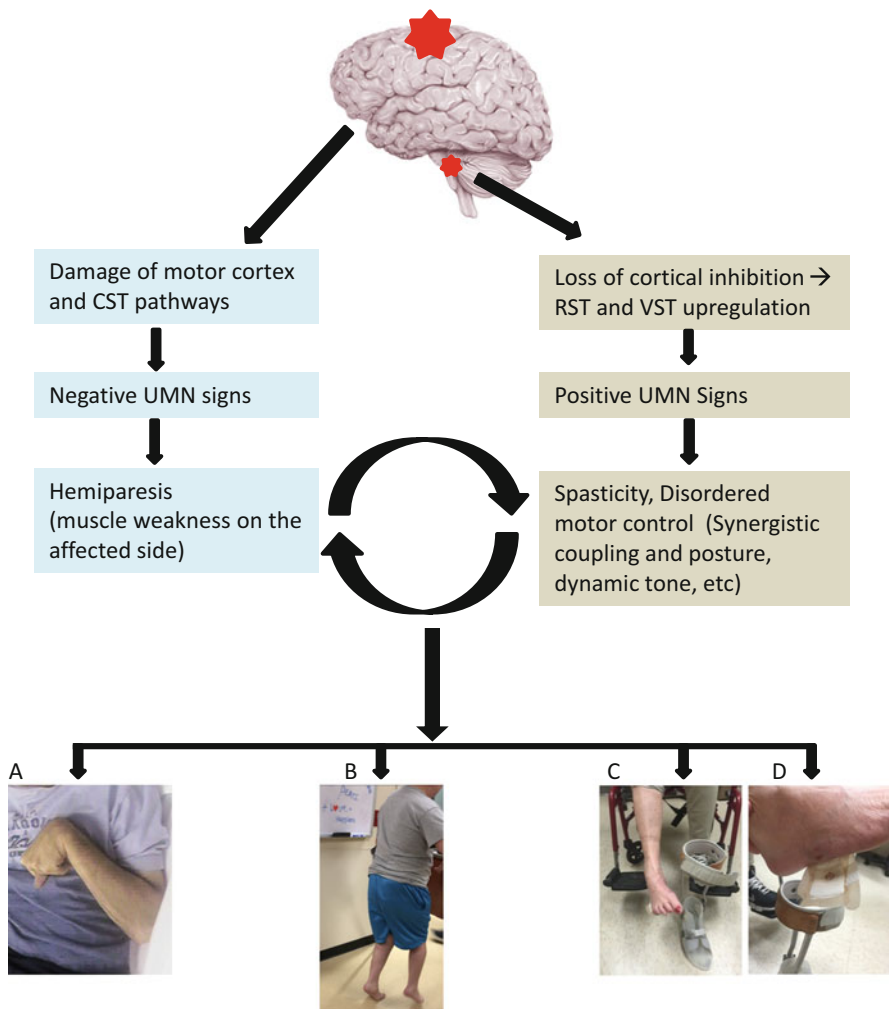 Damage of motor cortex
and CST pathways
Loss of cortical inhibition →
RST and VST upregulation
Negative UMN signs
Positive UMN Signs
Hemiparesis
(muscle weakness on the
affected side)
Spasticity, Disordered
motor control (Synergistic
coupling and posture,
dynamic tone, etc)
A
B
C
D